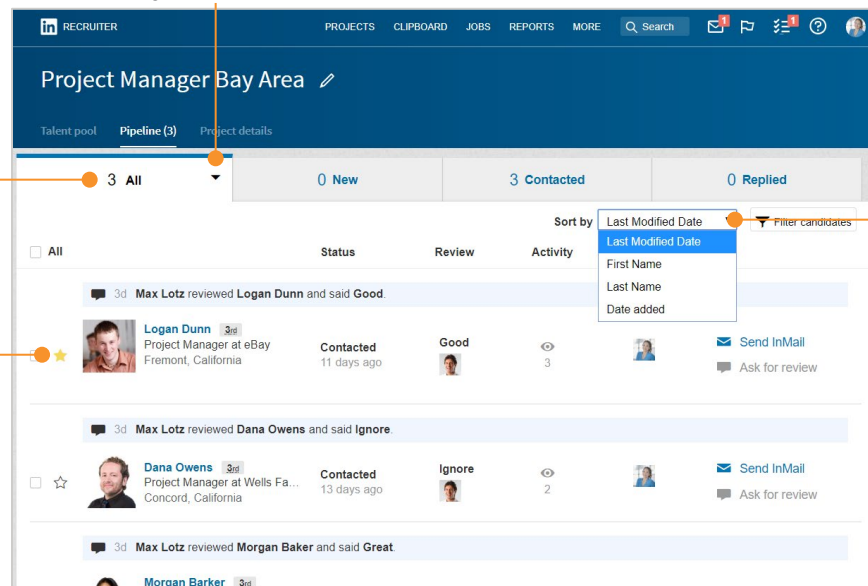 in RECRUITER PROJECTS CLIPBOARD JOBS REPORTS MORE Search 1 1
Project Manager Bay Area
Talent pool Pipeline (3) Project details
3 All 0 New 3 Contacted 0 Replied
Sort by Last Modified Date Filter candidates
Last Modified Date
First Name
Last Name
Date added
All Status Review Activity
3d Max Lotz reviewed Logan Dunn and said Good.
Logan Dunn 3rd
Project Manager at eBay
Fremont, California
Contacted
11 days ago
Good
3
Send InMail
Ask for review
3d Max Lotz reviewed Dana Owens and said Ignore.
Dana Owens 3rd
Project Manager at Wells Fa...
Concord, California
Contacted
13 days ago
Ignore
2
Send InMail
Ask for review
3d Max Lotz reviewed Morgan Baker and said Great.
Morgan Barker 3rd